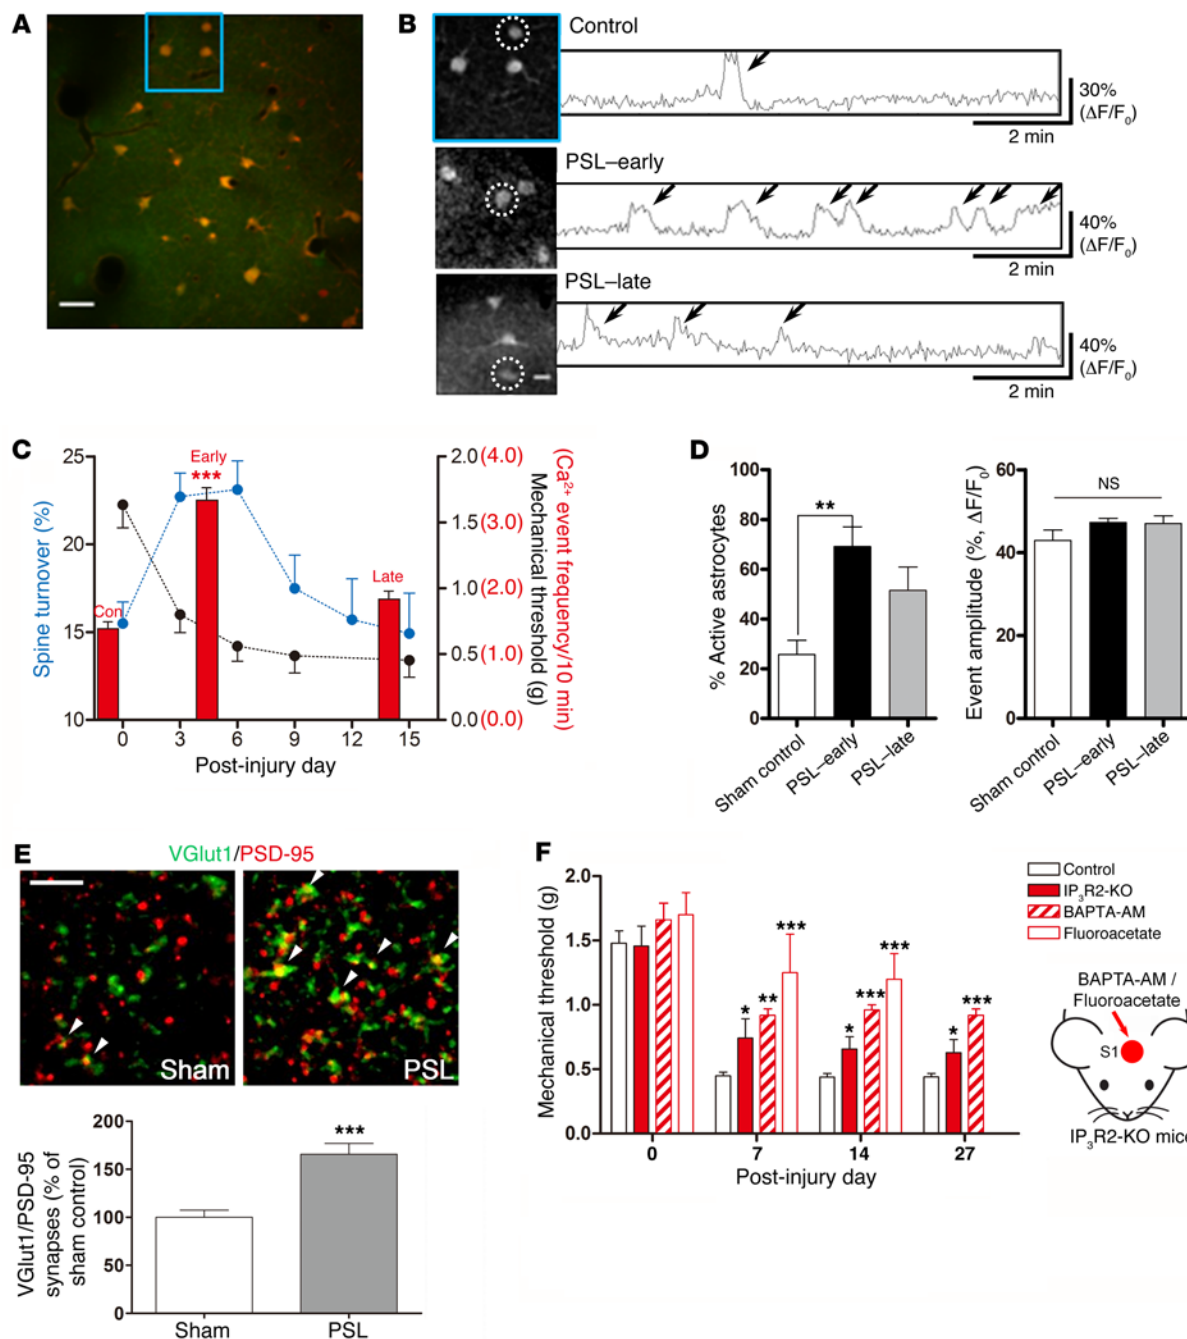 A
B
Control
30%
(ΔF/F0)
2 min
PSL–early
40%
(ΔF/F0)
2 min
PSL–late
40%
(ΔF/F0)
2 min
C
Spine turnover (%)
25
20
15
10
Con
Early
***
Late
0
3
6
9
12
15
Post-injury day
2.0 (4.0)
1.5 (3.0)
1.0 (2.0)
0.5 (1.0)
0.0 (0.0)
Mechanical threshold (g)
(Ca2+ event frequency/10 min)
D
% Active astrocytes
100
80
60
40
20
0
**
Sham control
PSL–early
PSL–late
Event amplitude (%, ΔF/F0)
60
40
20
0
NS
Sham control
PSL–early
PSL–late
E
VGlut1/PSD-95
Sham
PSL
VGlut1/PSD-95
synapses (% of
sham control)
200
150
100
50
0
***
Sham
PSL
F
Mechanical threshold (g)
2.0
1.5
1.0
0.5
0.0
* ** ***
* *** ***
* ***
0
7
14
27
Post-injury day
Control
IP3R2-KO
BAPTA-AM
Fluoroacetate
BAPTA-AM /
Fluoroacetate
S1
IP3R2-KO mice